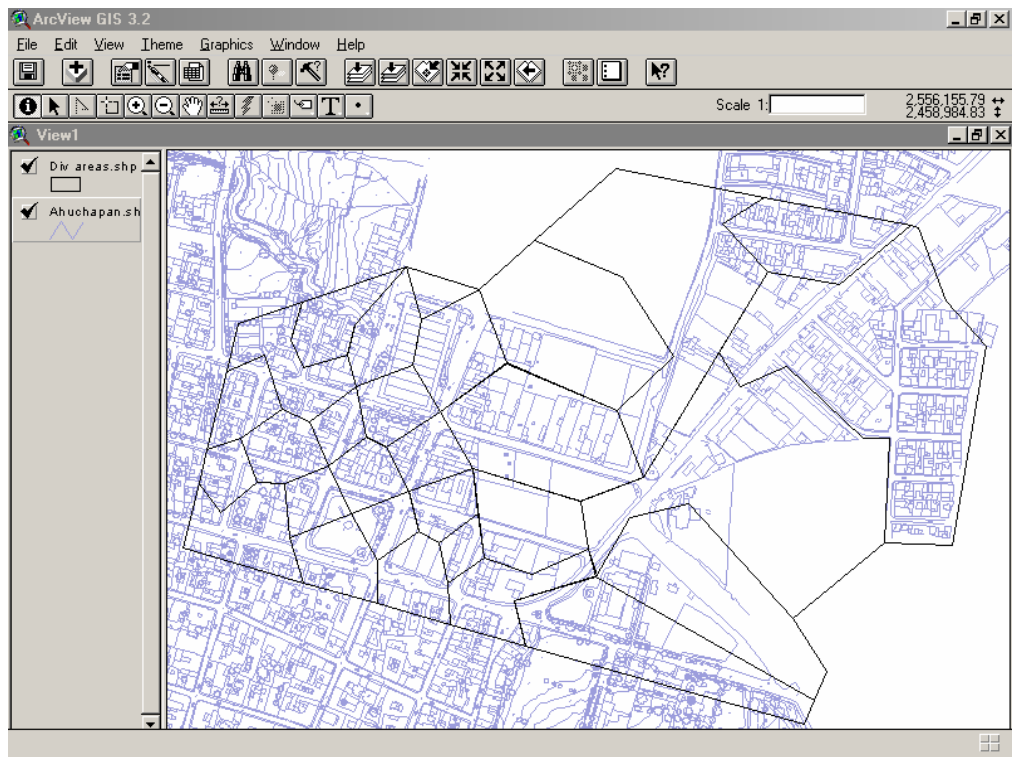 ArcView GIS 3.2
File Edit View Theme Graphics Window Help
Scale 1: 2,556,155.79
2,458,984.83
View1
Div areas.shp
Ahuchapan.sh